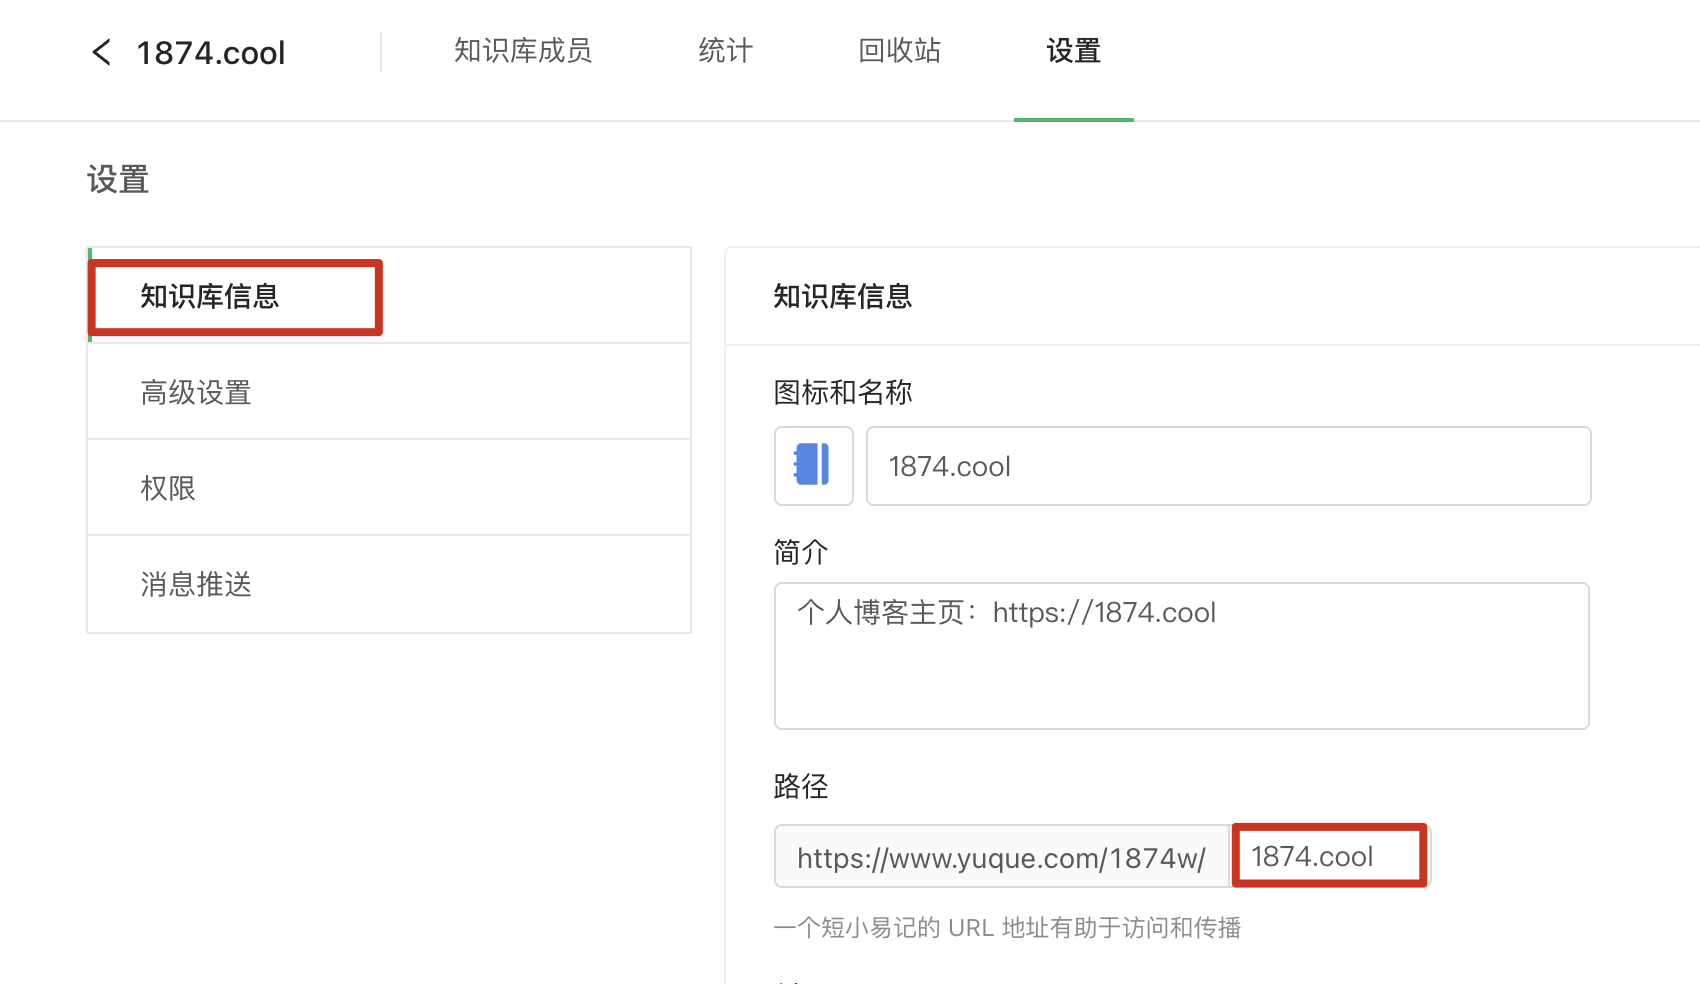 1874.cool 知识库成员 统计 回收站 设置
设置
知识库信息
高级设置
权限
消息推送
知识库信息
图标和名称
1874.cool
简介
个人博客主页：https://1874.cool
路径
https://www.yuque.com/1874w/ 1874.cool
一个短小易记的 URL 地址有助于访问和传播